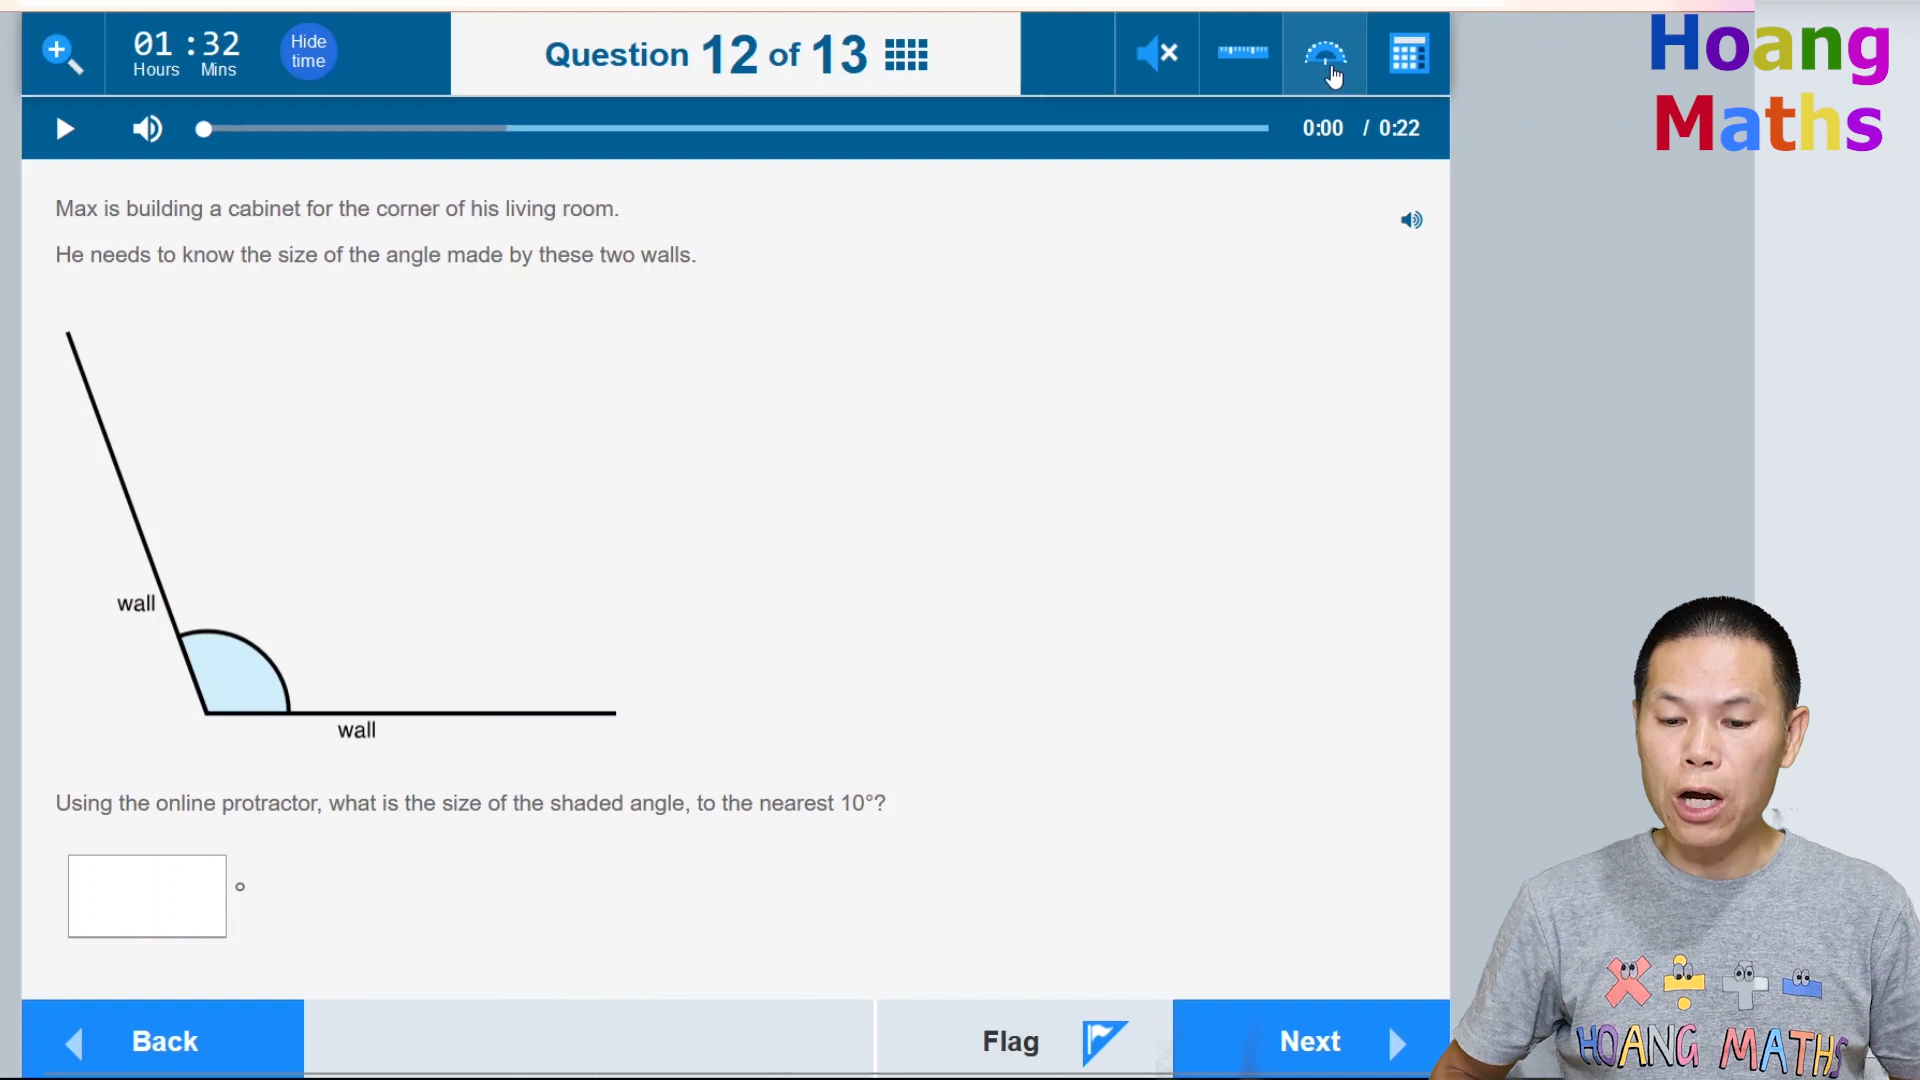 01 : 32
Hours Mins
Hide
time
Question 12 of 13
Hoang
Maths
0:00 / 0:22
Max is building a cabinet for the corner of his living room.
He needs to know the size of the angle made by these two walls.
wall
wall
Using the online protractor, what is the size of the shaded angle, to the nearest 10°?
°
Back
Flag
Next
HOANG MATHS